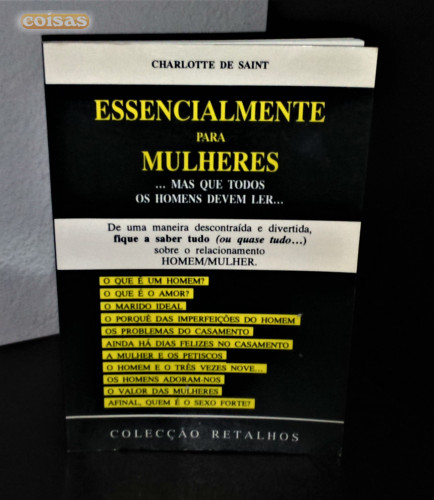 coisas
CHARLOTTE DE SAINT
ESSENCIALMENTE
PARA
MULHERES
... MAS QUE TODOS
OS HOMENS DEVEM LER...
De uma maneira descontraída e divertida,
fique a saber tudo (ou quase tudo...)
sobre o relacionamento
HOMEM/MULHER.
O QUE É UM HOMEM?
O QUE É O AMOR?
O MARIDO IDEAL
O PORQUÊ DAS IMPERFEIÇÕES DO HOMEM
OS PROBLEMAS DO CASAMENTO
AINDA HÁ DIAS FELIZES NO CASAMENTO
A MULHER E OS PETISCOS
O HOMEM E O TRÊS VEZES NOVE...
OS HOMENS ADORAM-NOS
O VALOR DAS MULHERES
AFINAL, QUEM É O SEXO FORTE?
COLECÇÃO RETALHOS